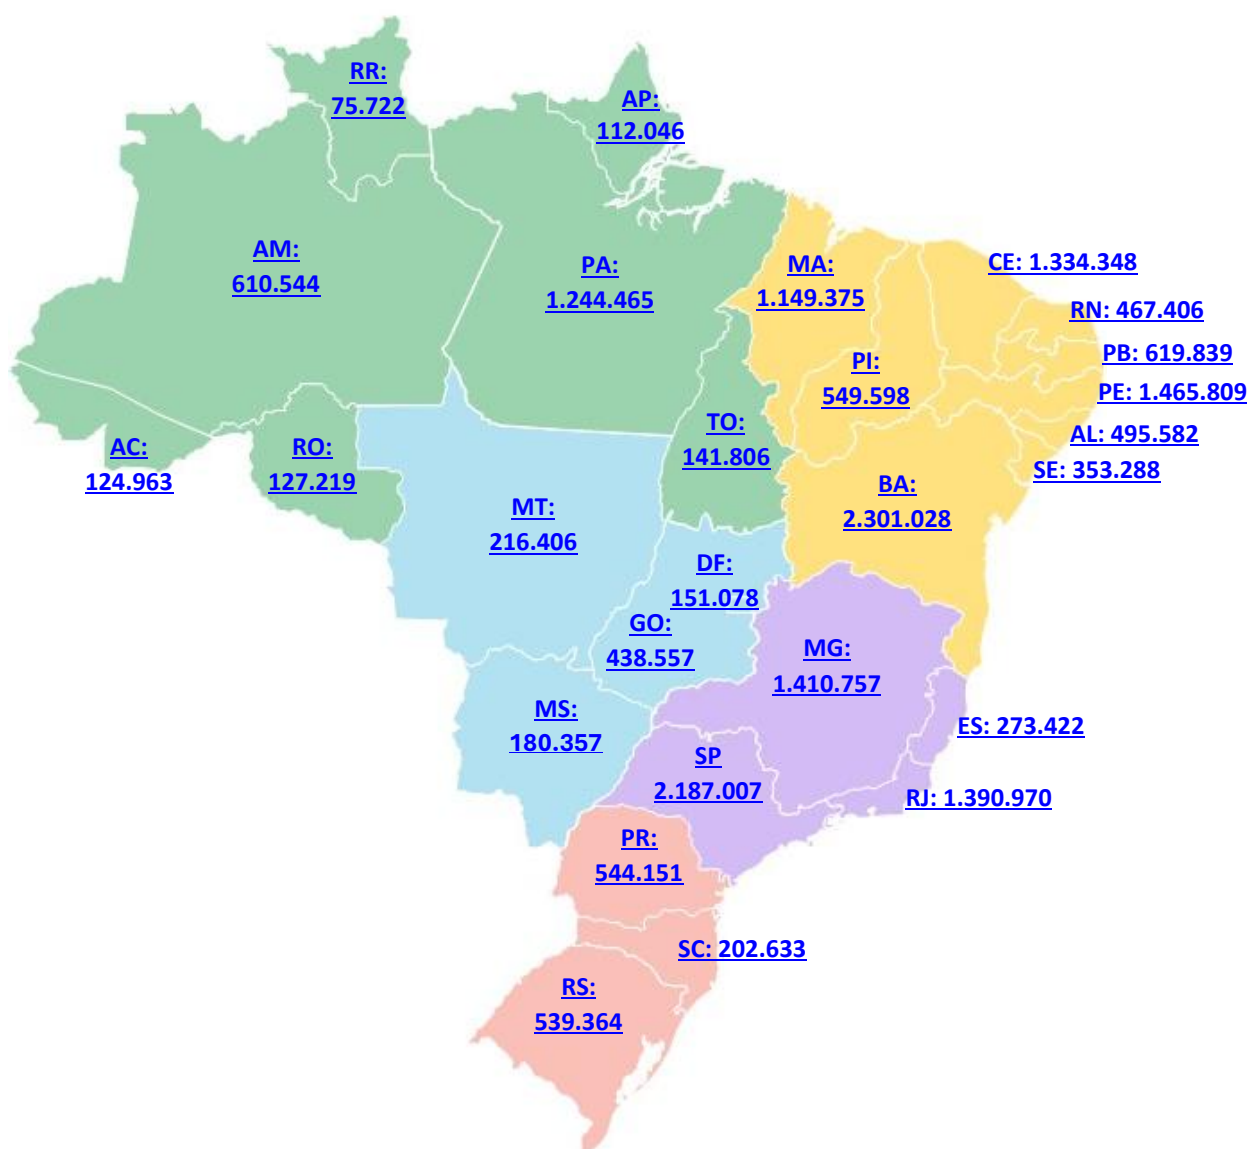 RR:
75.722
AP:
112.046
AM:
610.544
PA:
1.244.465
MA:
1.149.375
CE: 1.334.348
RN: 467.406
PB: 619.839
PI:
549.598
PE: 1.465.809
AC:
124.963
RO:
127.219
TO:
141.806
AL: 495.582
SE: 353.288
BA:
2.301.028
MT:
216.406
DF:
151.078
GO:
438.557
MG:
1.410.757
MS:
180.357
ES: 273.422
SP
2.187.007
RJ: 1.390.970
PR:
544.151
SC: 202.633
RS:
539.364